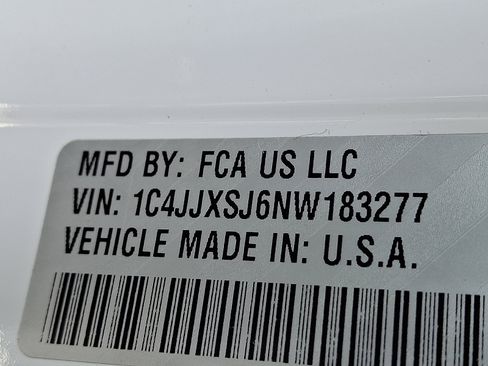 MFD BY: FCA US LLC
VIN: 1C4JJXSJ6NW183277
VEHICLE MADE IN: U.S.A.